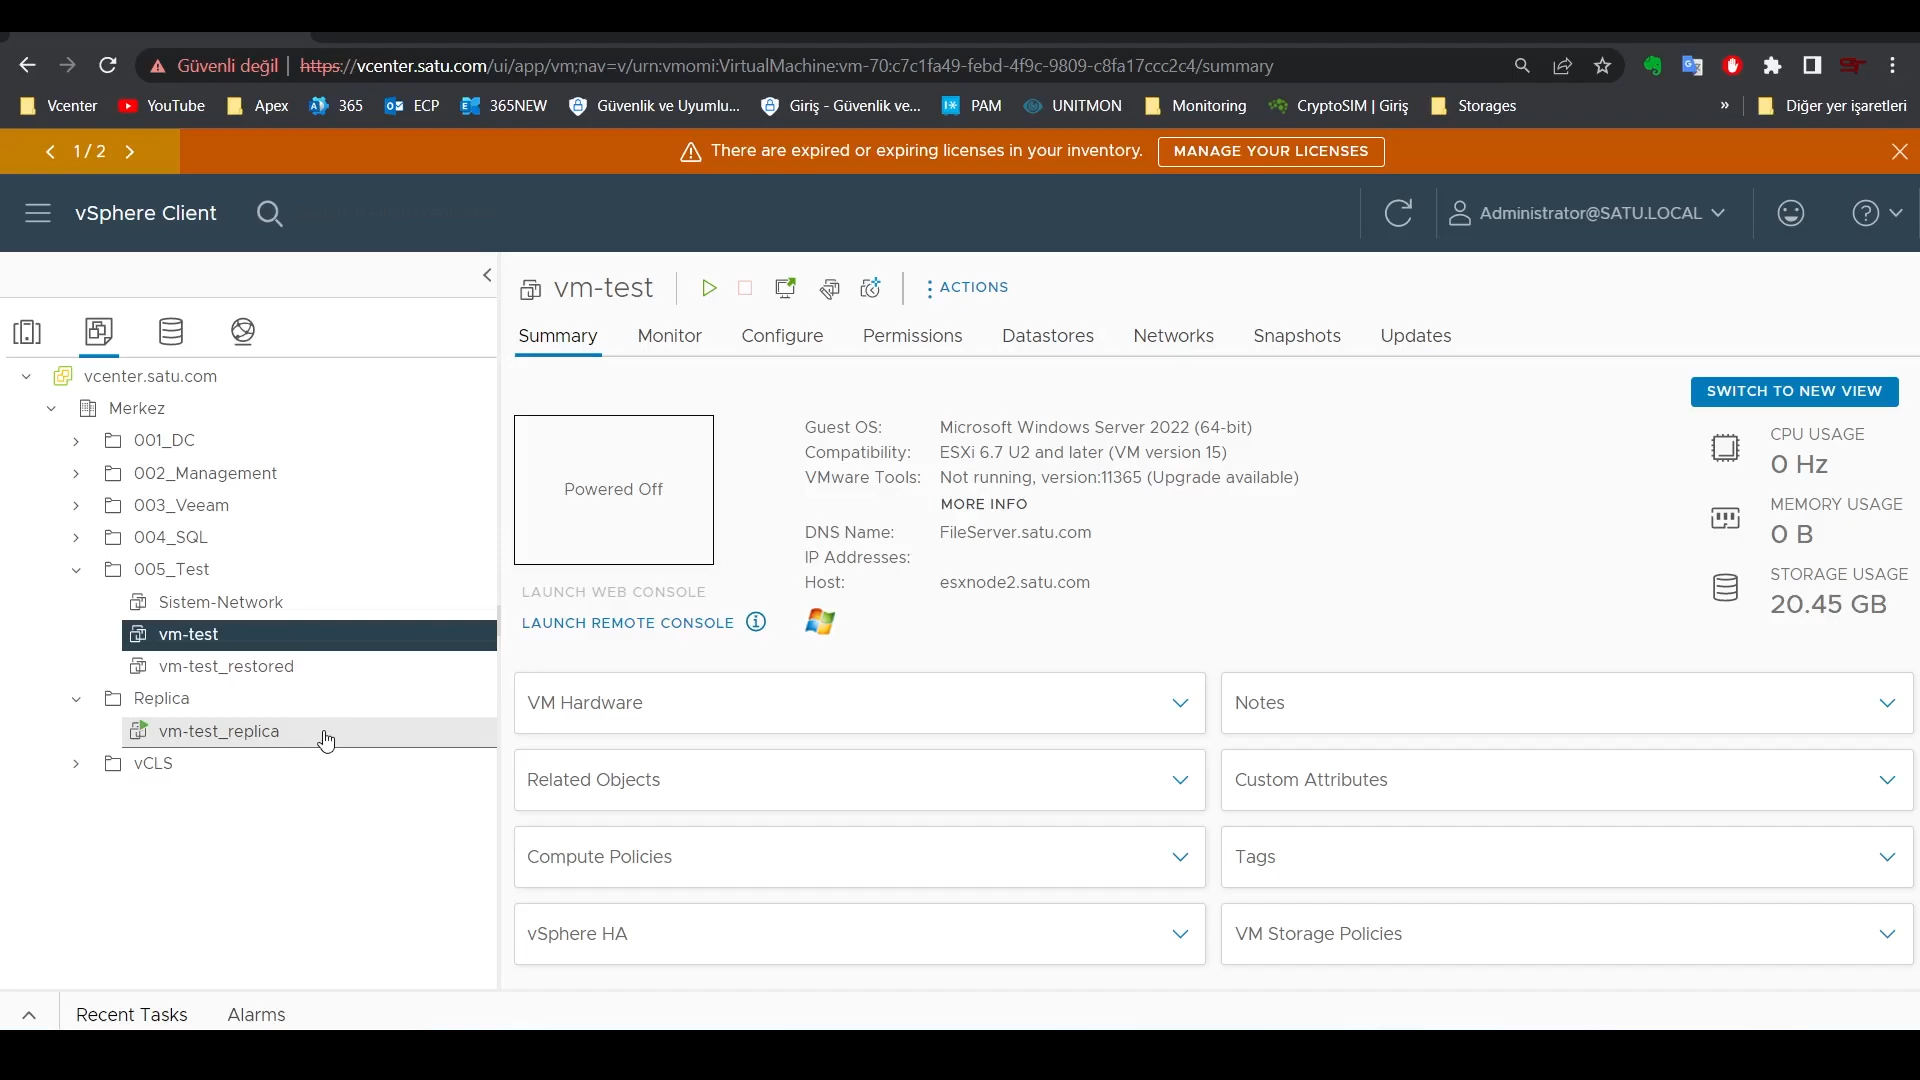 Güvenli değil https://vcenter.satu.com/ui/app/vm;nav=v/urn:vmomi:VirtualMachine:vm-70:c7c1fa49-febd-4f9c-9809-c8fa17ccc2c4/summary
Vcenter YouTube Apex 365 ECP 365NEW Güvenlik ve Uyumlu... Giriş - Güvenlik ve... PAM UNITMON Monitoring CryptoSIM | Giriş Storages » Diğer yer işaretleri
1 / 2 There are expired or expiring licenses in your inventory. MANAGE YOUR LICENSES
vSphere Client Administrator@SATU.LOCAL
vm-test ACTIONS
Summary Monitor Configure Permissions Datastores Networks Snapshots Updates
vcenter.satu.com
Merkez
001_DC
002_Management
003_Veeam
004_SQL
005_Test
Sistem-Network
vm-test
vm-test_restored
Replica
vm-test_replica
vCLS
SWITCH TO NEW VIEW
Powered Off
LAUNCH WEB CONSOLE
LAUNCH REMOTE CONSOLE
Guest OS: Microsoft Windows Server 2022 (64-bit)
Compatibility: ESXi 6.7 U2 and later (VM version 15)
VMware Tools: Not running, version:11365 (Upgrade available)
MORE INFO
DNS Name: FileServer.satu.com
IP Addresses:
Host: esxnode2.satu.com
CPU USAGE
0 Hz
MEMORY USAGE
0 B
STORAGE USAGE
20.45 GB
VM Hardware
Notes
Related Objects
Custom Attributes
Compute Policies
Tags
vSphere HA
VM Storage Policies
Recent Tasks Alarms